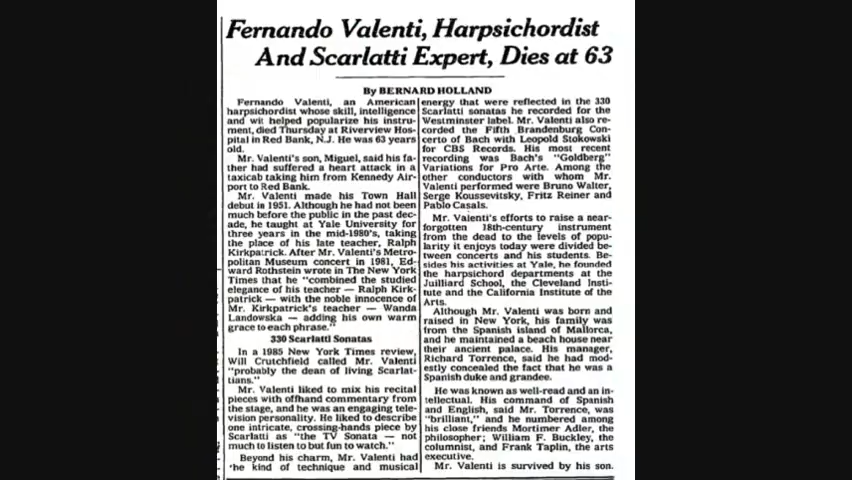 Fernando Valenti, Harpsichordist
And Scarlatti Expert, Dies at 63
By BERNARD HOLLAND
Fernando Valenti, an American
harpsichordist whose skill, intelligence
and wit helped popularize his instru-
ment, died Thursday at Riverview Hos-
pital in Red Bank, N.J. He was 63 years
old.
Mr. Valenti's son, Miguel, said his fa-
ther had suffered a heart attack in a
taxicab taking him from Kennedy Air-
port to Red Bank.
Mr. Valenti made his Town Hall
debut in 1951. Although he had not been
much before the public in the past dec-
ade, he taught at Yale University for
three years in the mid-1980's, taking
the place of his late teacher, Ralph
Kirkpatrick. After Mr. Valenti's Metro-
politan Museum concert in 1981, Ed-
ward Rothstein wrote in The New York
Times that he "combined the studied
elegance of his teacher — Ralph Kirk-
patrick — with the noble innocence of
Mr. Kirkpatrick's teacher — Wanda
Landowska — adding his own warm
grace to each phrase."
330 Scarlatti Sonatas
In a 1985 New York Times review,
Will Crutchfield called Mr. Valenti
"probably the dean of living Scarlat-
tians."
Mr. Valenti liked to mix his recital
pieces with offhand commentary from
the stage, and he was an engaging tele-
vision personality. He liked to describe
one intricate, crossing-hands piece by
Scarlatti as "the TV Sonata — not
much to listen to but fun to watch."
Beyond his charm, Mr. Valenti had
the kind of technique and musical
energy that were reflected in the 330
Scarlatti sonatas he recorded for the
Westminster label. Mr. Valenti also re-
corded the Fifth Brandenburg Con-
certo of Bach with Leopold Stokowski
for CBS Records. His most recent
recording was Bach's "Goldberg"
Variations for Pro Arte. Among the
other conductors with whom Mr.
Valenti performed were Bruno Walter,
Serge Koussevitsky, Fritz Reiner and
Pablo Casals.
Mr. Valenti's efforts to raise a near-
forgotten 18th-century instrument
from the dead to the levels of popu-
larity it enjoys today were divided be-
tween concerts and his students. Be-
sides his activities at Yale, he founded
the harpsichord departments at the
Juilliard School, the Cleveland Insti-
tute and the California Institute of the
Arts.
Although Mr. Valenti was born and
raised in New York, his family was
from the Spanish island of Mallorca,
and he maintained a beach house near
their ancient palace. His manager,
Richard Torrence, said he had mod-
estly concealed the fact that he was a
Spanish duke and grandee.
He was known as well-read and an in-
tellectual. His command of Spanish
and English, said Mr. Torrence, was
"brilliant," and he numbered among
his close friends Mortimer Adler, the
philosopher; William F. Buckley, the
columnist, and Frank Taplin, the arts
executive.
Mr. Valenti is survived by his son.